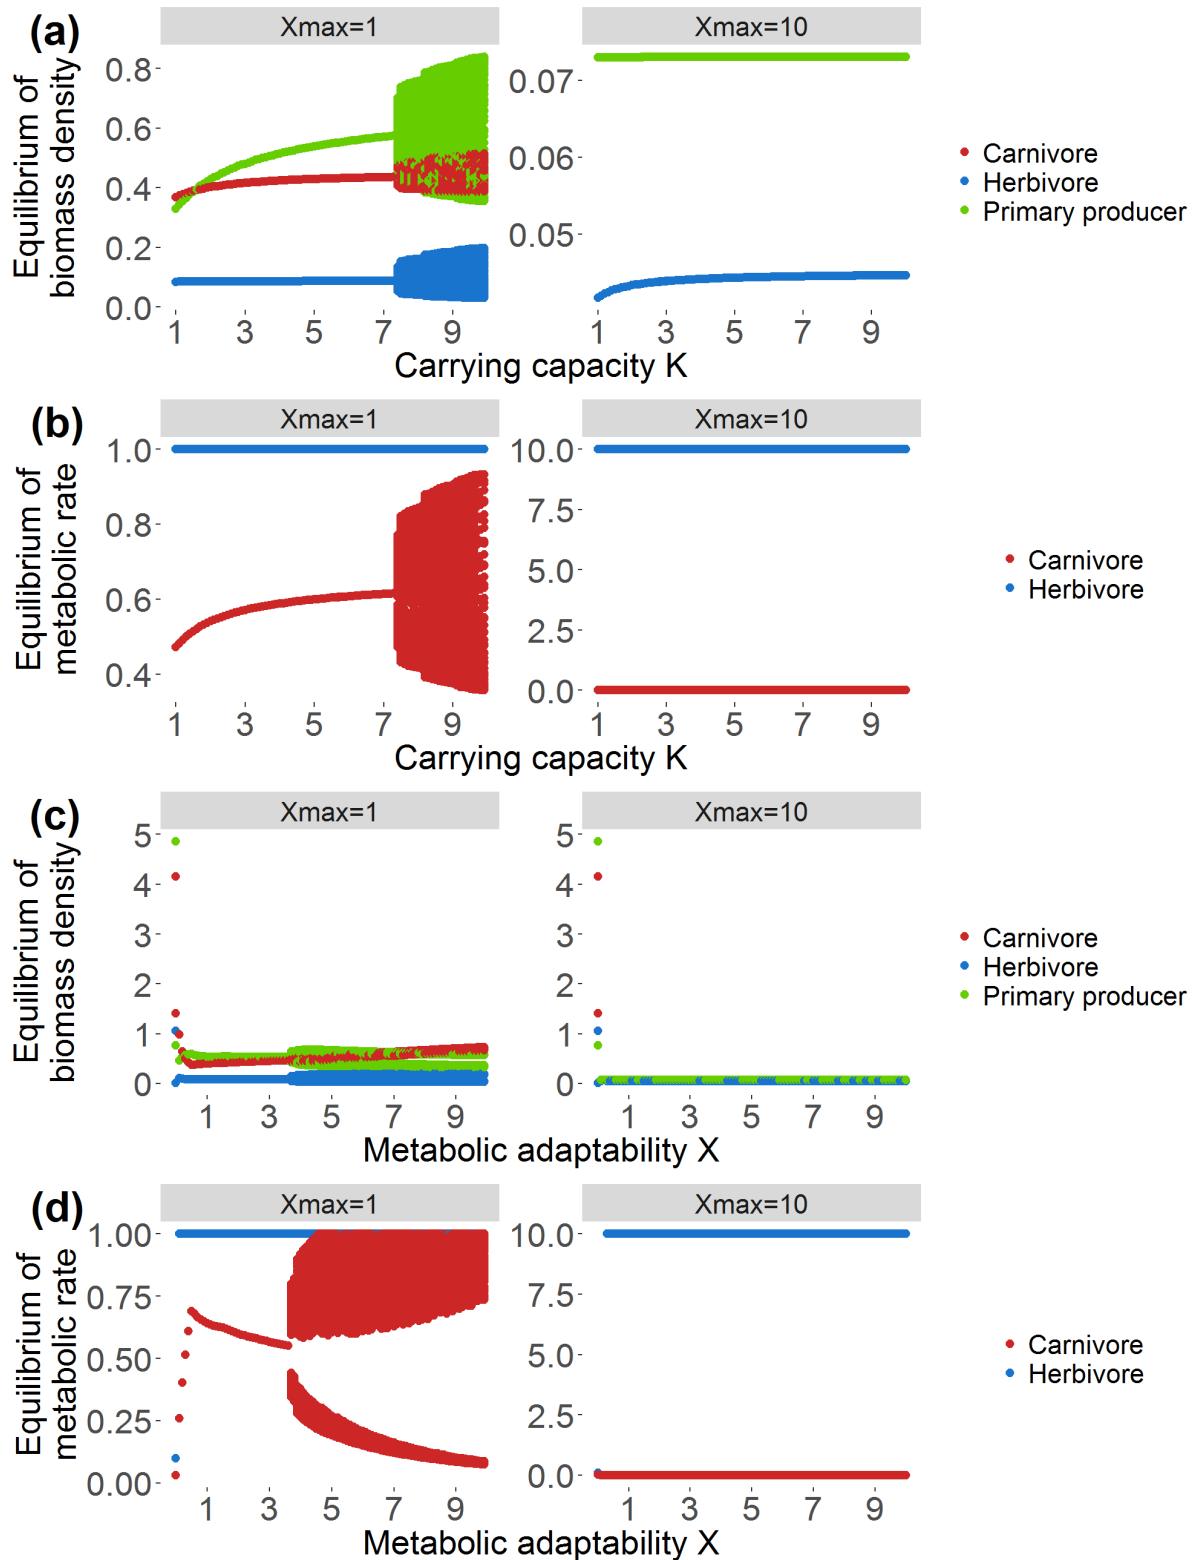 (a)
Xmax=1
Xmax=10
Equilibrium of
biomass density
0.8
0.6
0.4
0.2
0.0
0.07
0.06
0.05
1 3 5 7 9
1 3 5 7 9
Carrying capacity K
Carnivore
Herbivore
Primary producer
(b)
Xmax=1
Xmax=10
Equilibrium of
metabolic rate
1.0
0.8
0.6
0.4
10.0
7.5
5.0
2.5
0.0
1 3 5 7 9
1 3 5 7 9
Carrying capacity K
Carnivore
Herbivore
(c)
Xmax=1
Xmax=10
Equilibrium of
biomass density
5
4
3
2
1
0
5
4
3
2
1
0
1 3 5 7 9
1 3 5 7 9
Metabolic adaptability X
Carnivore
Herbivore
Primary producer
(d)
Xmax=1
Xmax=10
Equilibrium of
metabolic rate
1.00
0.75
0.50
0.25
0.00
10.0
7.5
5.0
2.5
0.0
1 3 5 7 9
1 3 5 7 9
Metabolic adaptability X
Carnivore
Herbivore